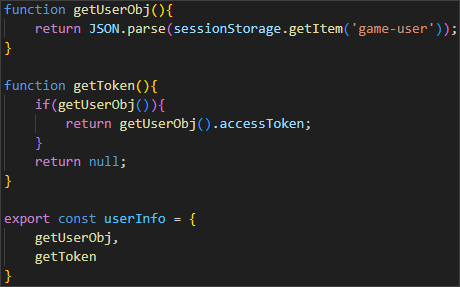 function getUserObj(){
    return JSON.parse(sessionStorage.getItem('game-user'));
}

function getToken(){
    if(getUserObj()){
        return getUserObj().accessToken;
    }
    return null;
}

export const userInfo = {
    getUserObj,
    getToken
}